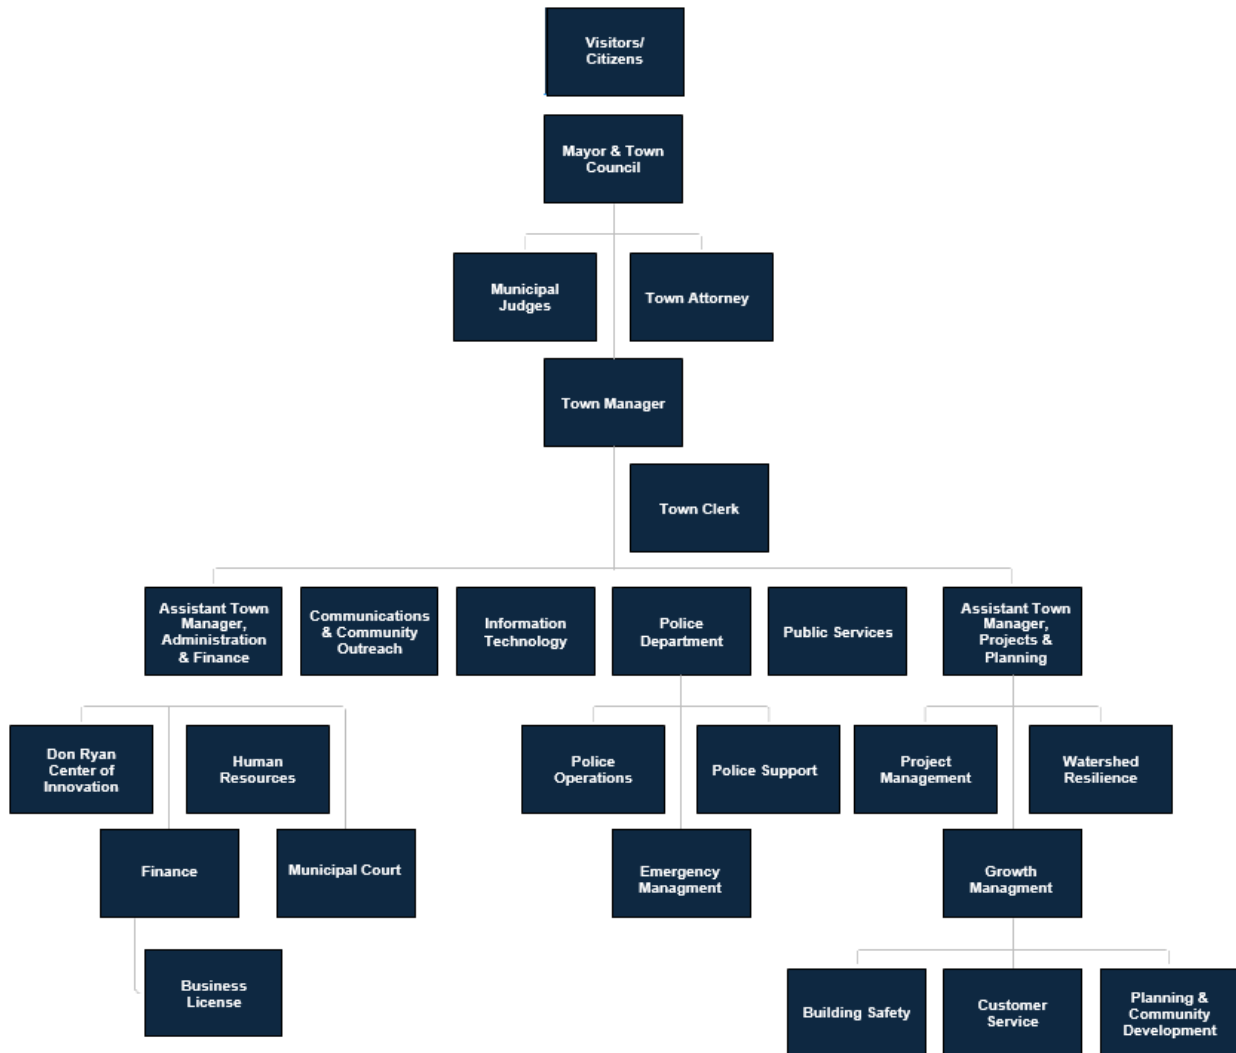 Visitors/
Citizens
Mayor & Town
Council
Municipal
Judges
Town Attorney
Town Manager
Town Clerk
Assistant Town
Manager,
Administration
& Finance
Communications
& Community
Outreach
Information
Technology
Police
Department
Public Services
Assistant Town
Manager,
Projects &
Planning
Don Ryan
Center of
Innovation
Human
Resources
Police
Operations
Police Support
Project
Management
Watershed
Resilience
Finance
Municipal Court
Emergency
Managment
Growth
Managment
Business
License
Building Safety
Customer
Service
Planning &
Community
Development